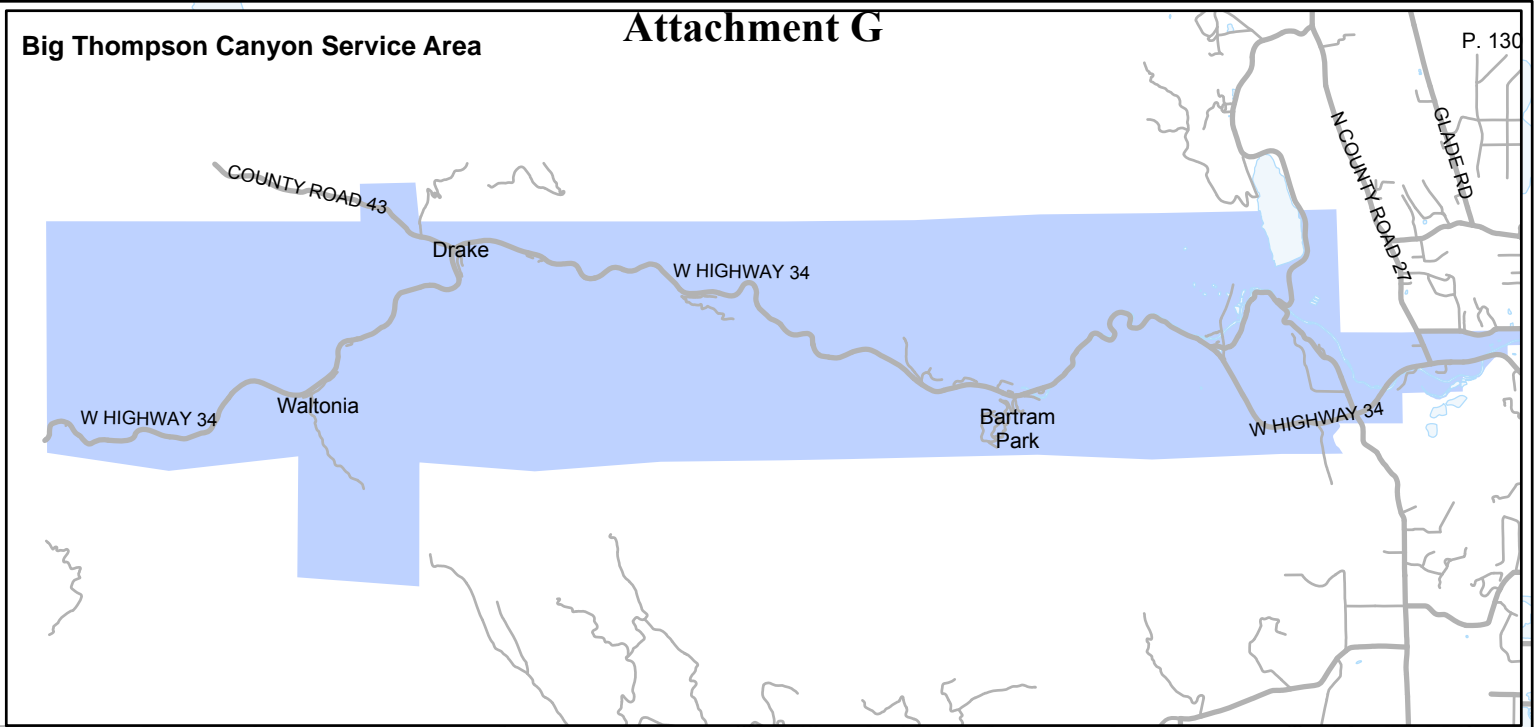 Attachment G
Big Thompson Canyon Service Area
P. 130
GLADE RD
N COUNTY ROAD 27
COUNTY ROAD 43
Drake
W HIGHWAY 34
Waltonia
W HIGHWAY 34
Bartram
Park
W HIGHWAY 34